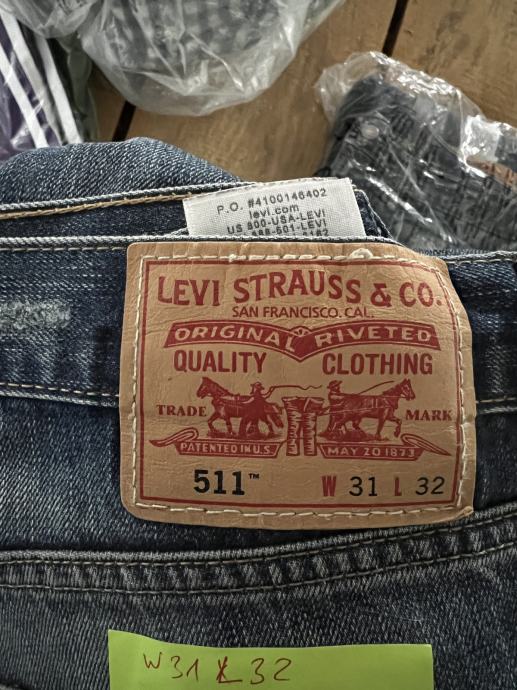 P.O. #4100146402
levi.com
US 800-USA-LEVI
LEVI STRAUSS & CO.
SAN FRANCISCO, CAL.
ORIGINAL RIVETED
QUALITY CLOTHING
TRADE MARK
PATENTED IN U.S. MAY 20 1873
511™ W 31 L 32
W31 L32